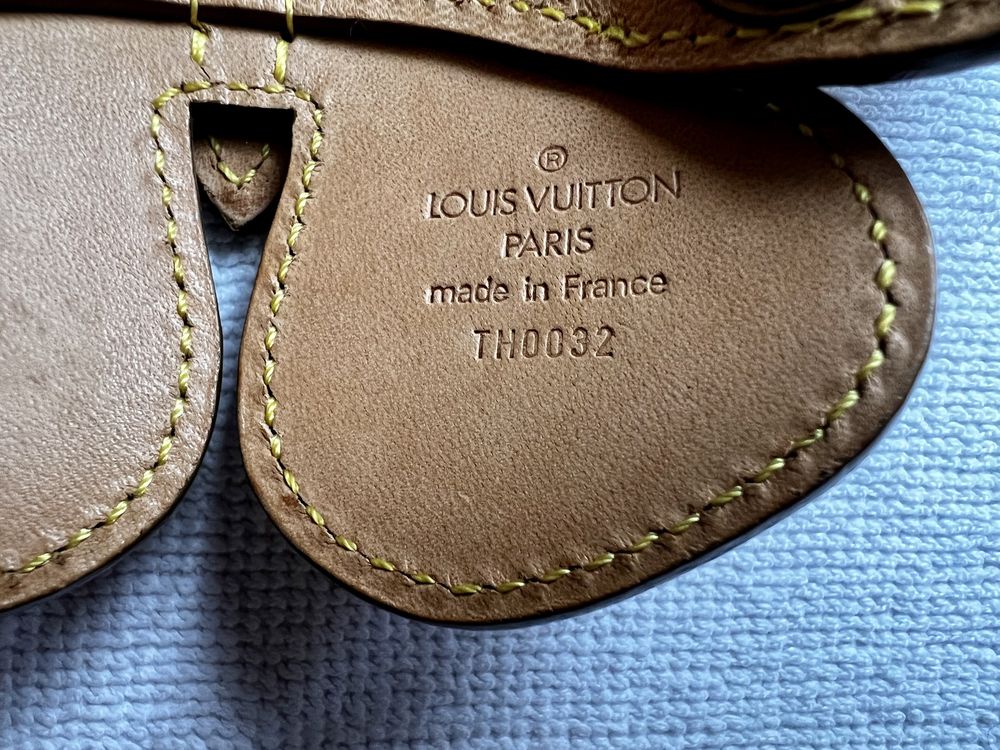 ®
LOUIS VUITTON
PARIS
made in France
TH0032